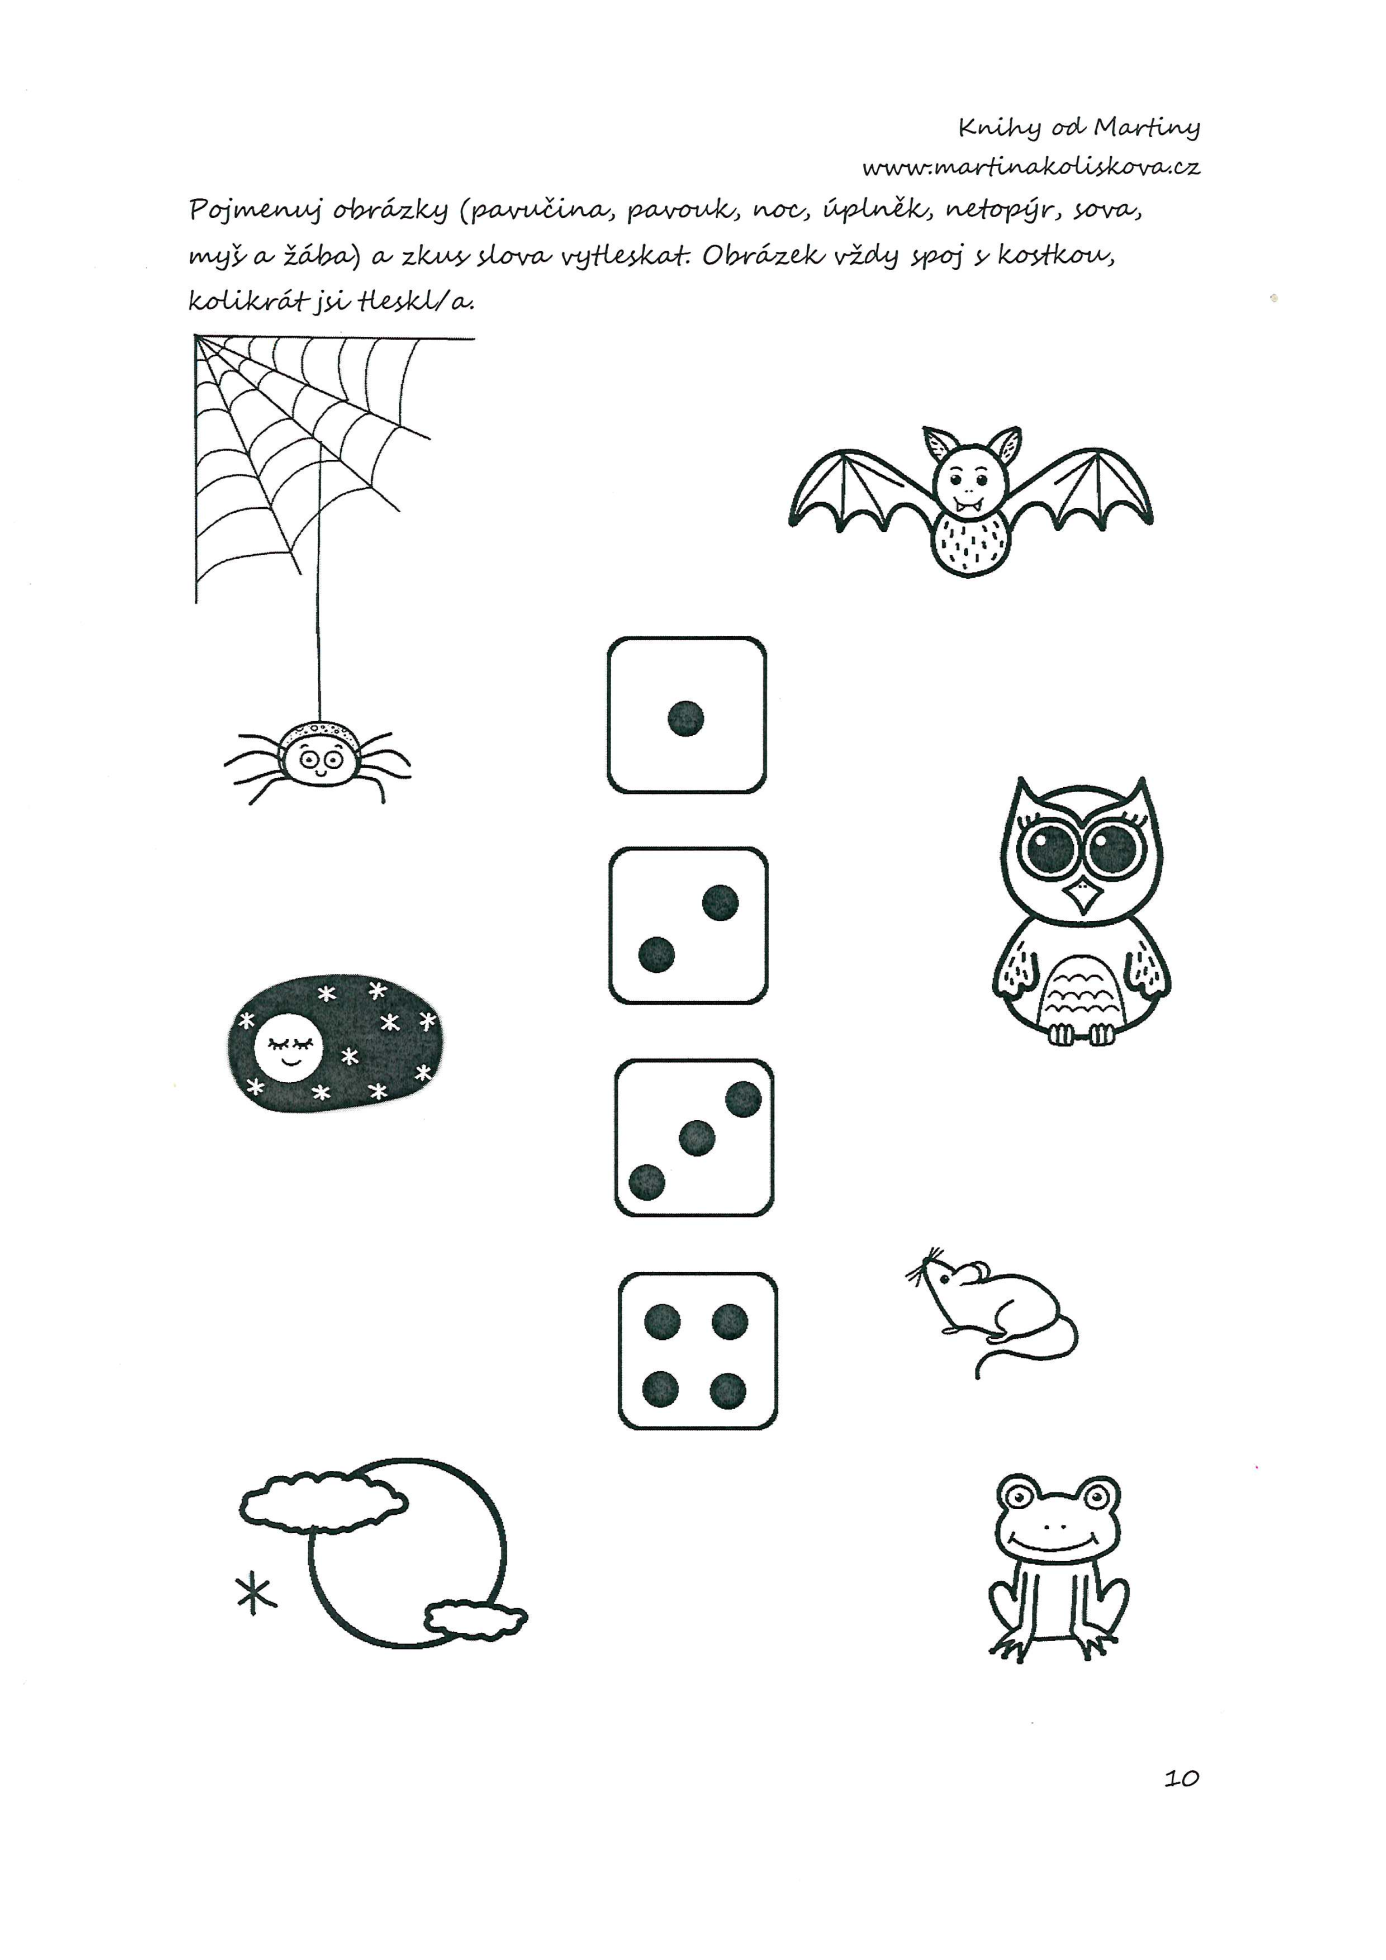 Knihy od Martiny
www.martinakoliskova.cz
Pojmenuj obrázky (pavučina, pavouk, noc, úplněk, netopýr, sova,
myš a žába) a zkus slova vytleskat. Obrázek vždy spoj s kostkou,
kolikrát jsi tleskl/a.
10